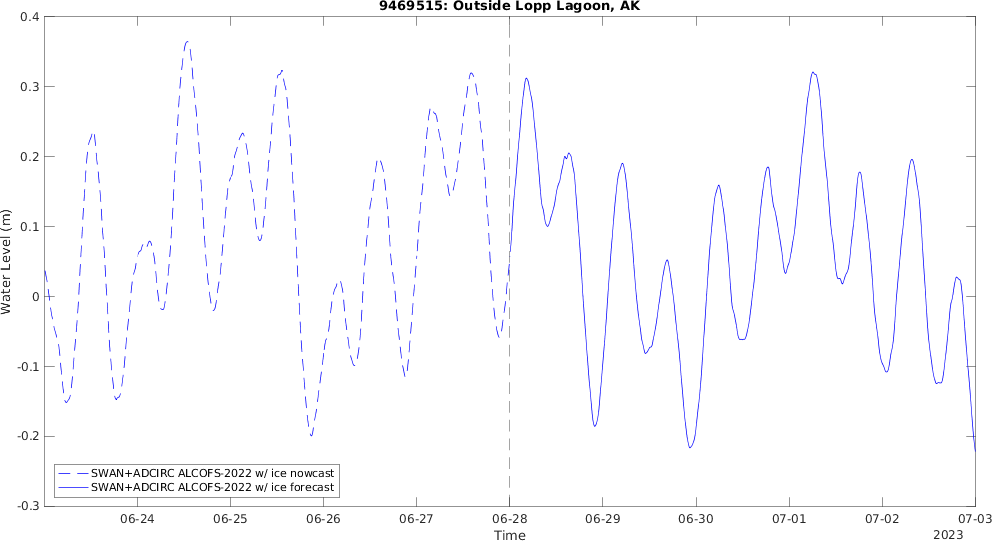 9469515: Outside Lopp Lagoon, AK
Water Level (m)
0.4
0.3
0.2
0.1
0
-0.1
-0.2
-0.3
SWAN+ADCIRC ALCOFS-2022 w/ ice nowcast
SWAN+ADCIRC ALCOFS-2022 w/ ice forecast
06-24 06-25 06-26 06-27 06-28 06-29 06-30 07-01 07-02 07-03
Time
2023